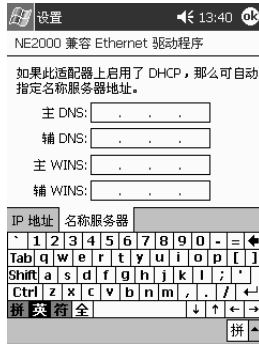 设置 13:40 ok
NE2000 兼容 Ethernet 驱动程序
如果此适配器上启用了 DHCP，那么可自动
指定名称服务器地址。
主 DNS: . . .
辅 DNS: . . .
主 WINS: . . .
辅 WINS: . . .
IP 地址 名称服务器
` 1 2 3 4 5 6 7 8 9 0 - = ←
Tab q w e r t y u i o p [ ]
Shift a s d f g h j k l ; '
Ctrl z x c v b n m , . / ↵
拼 英 符 全 ↓ ↑ ← →
拼